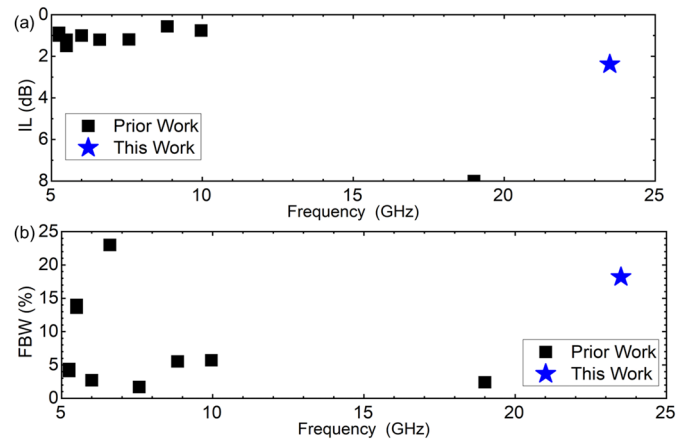 (a)
0
2
4
6
8
IL (dB)
Prior Work
This Work
5 10 15 20 25
Frequency (GHz)
(b)
25
20
15
10
5
0
FBW (%)
Prior Work
This Work
5 10 15 20 25
Frequency (GHz)